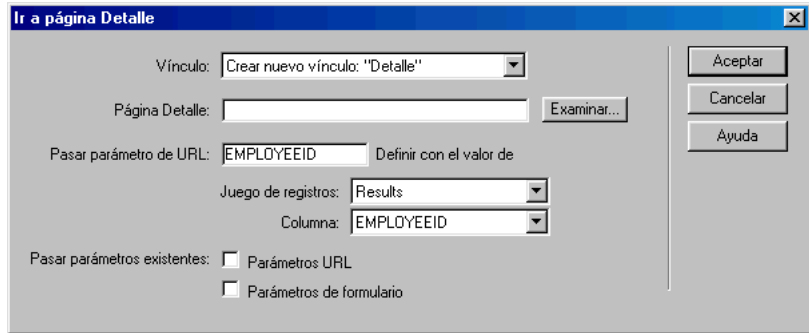 Ir a página Detalle
Vínculo: Crear nuevo vínculo: "Detalle" Aceptar
Página Detalle: Examinar... Cancelar
Pasar parámetro de URL: EMPLOYEEID Definir con el valor de Ayuda
Juego de registros: Results
Columna: EMPLOYEEID
Pasar parámetros existentes: Parámetros URL
Parámetros de formulario